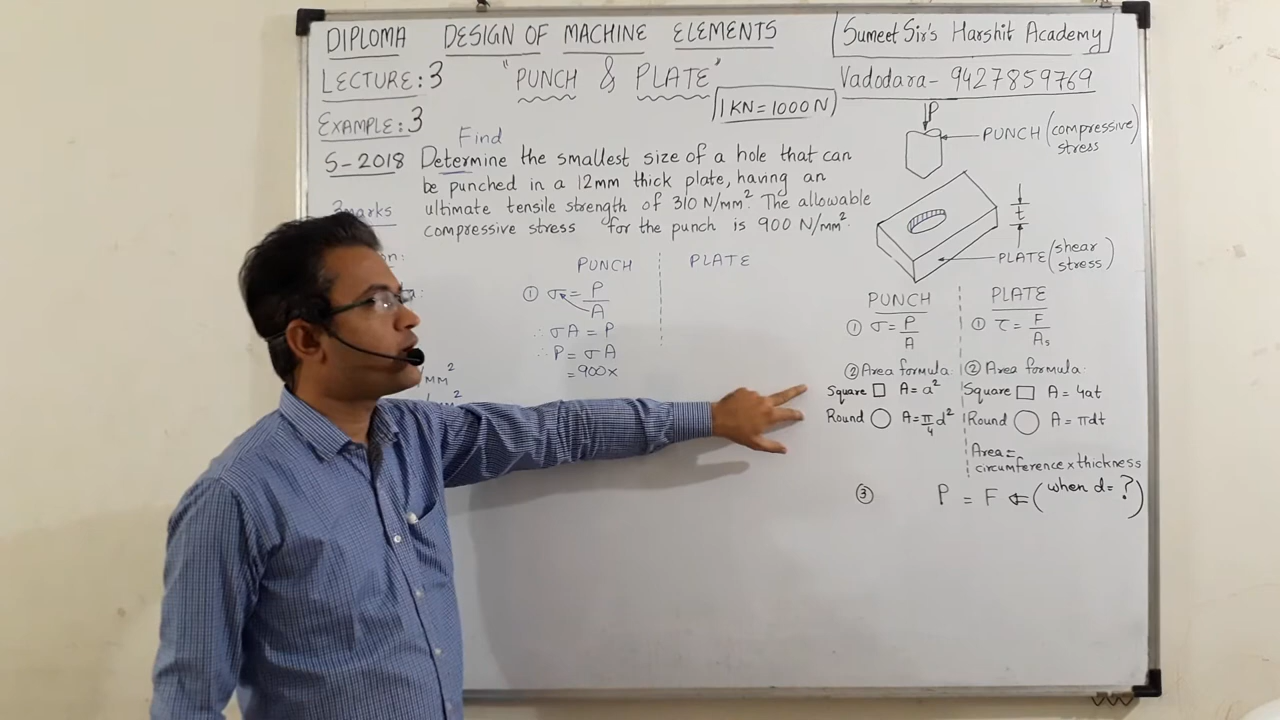 DIPLOMA DESIGN OF MACHINE ELEMENTS
Sumeet Sir's Harshit Academy
LECTURE:3 "PUNCH & PLATE"
Vadodara- 9427859769
1 KN = 1000 N
EXAMPLE:3
Find
S-2018 Determine the smallest size of a hole that can
be punched in a 12mm thick plate, having an
3marks ultimate tensile strength of 310 N/mm². The allowable
compressive stress for the punch is 900 N/mm².
P
PUNCH (compressive stress)
t
PLATE (shear stress)
on:
a:
mm²
PUNCH PLATE
① σ = P/A
∴ σA = P
∴ P = σA
= 900x
PUNCH PLATE
① σ = P/A ① τ = F/As
② Area formula: ② Area formula:
Square □ A = a² Square □ A = 4at
Round ○ A = π/4 d² Round ○ A = πdt
Area =
circumference x thickness
③ P = F ⇐ (when d = ?)